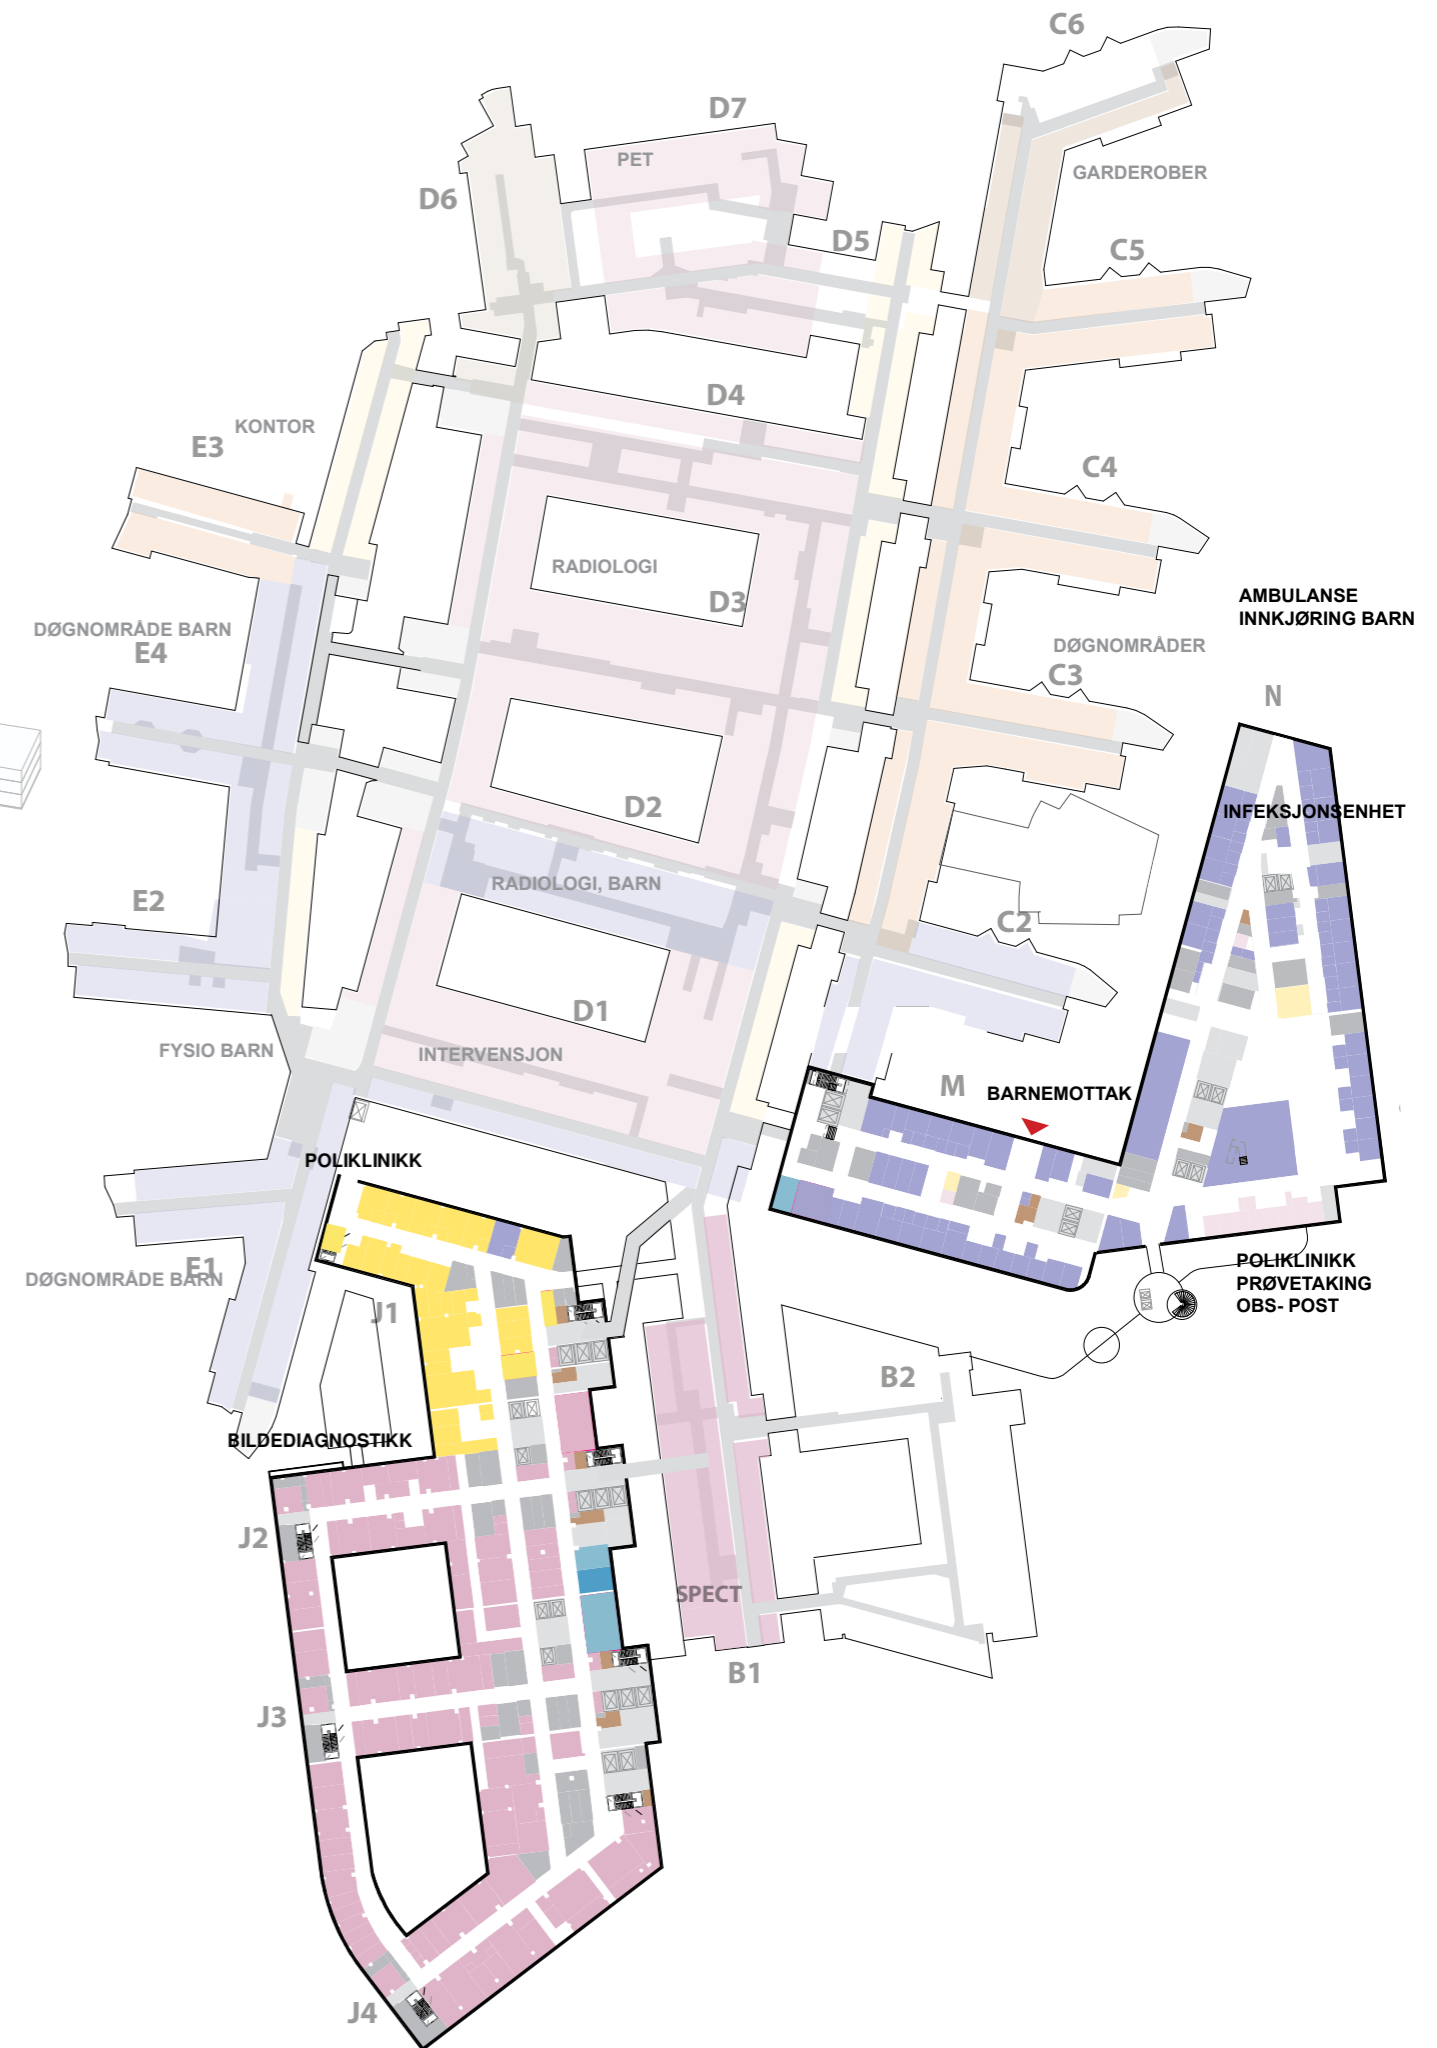 C6
D7
PET
GARDEROBER
D6
D5
C5
D4
KONTOR
E3
C4
RADIOLOGI
D3
AMBULANSE
INNKJØRING BARN
DØGNOMRÅDE BARN
E4
DØGNOMRÅDER
C3
N
D2
INFEKSJONSENHET
RADIOLOGI, BARN
E2
C2
D1
FYSIO BARN
INTERVENSJON
M
BARNEMOTTAK
POLIKLINIKK
DØGNOMRÅDE BARN
E1
POLIKLINIKK
PRØVETAKING
OBS- POST
J1
B2
BILDEDIAGNOSTIKK
J2
SPECT
B1
J3
J4